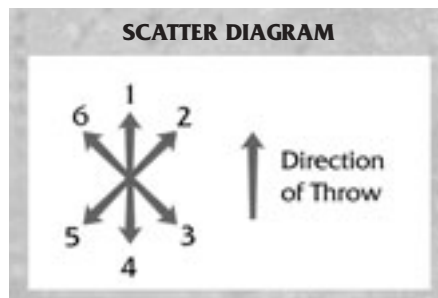 SCATTER DIAGRAM
1
6 2
Direction
of Throw
5 3
4